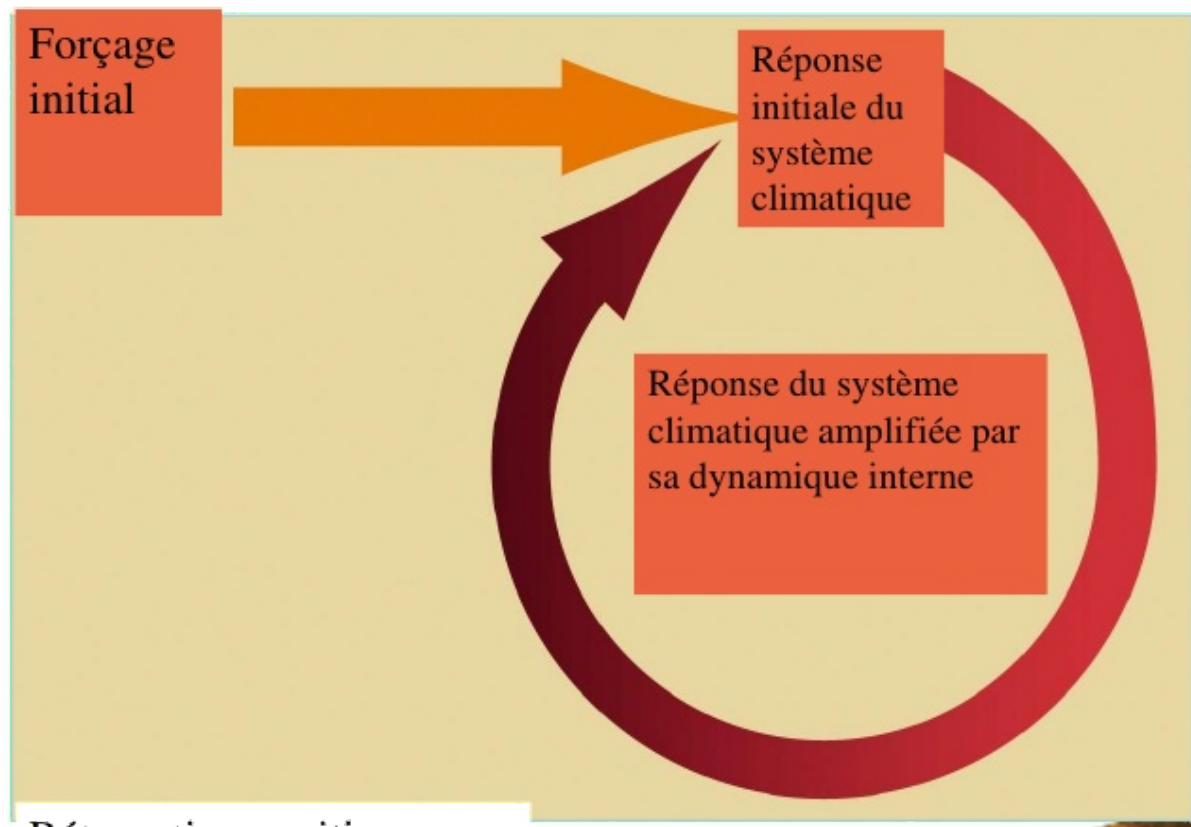 Forçage
initial
Réponse
initiale du
système
climatique
Réponse du système
climatique amplifiée par
sa dynamique interne